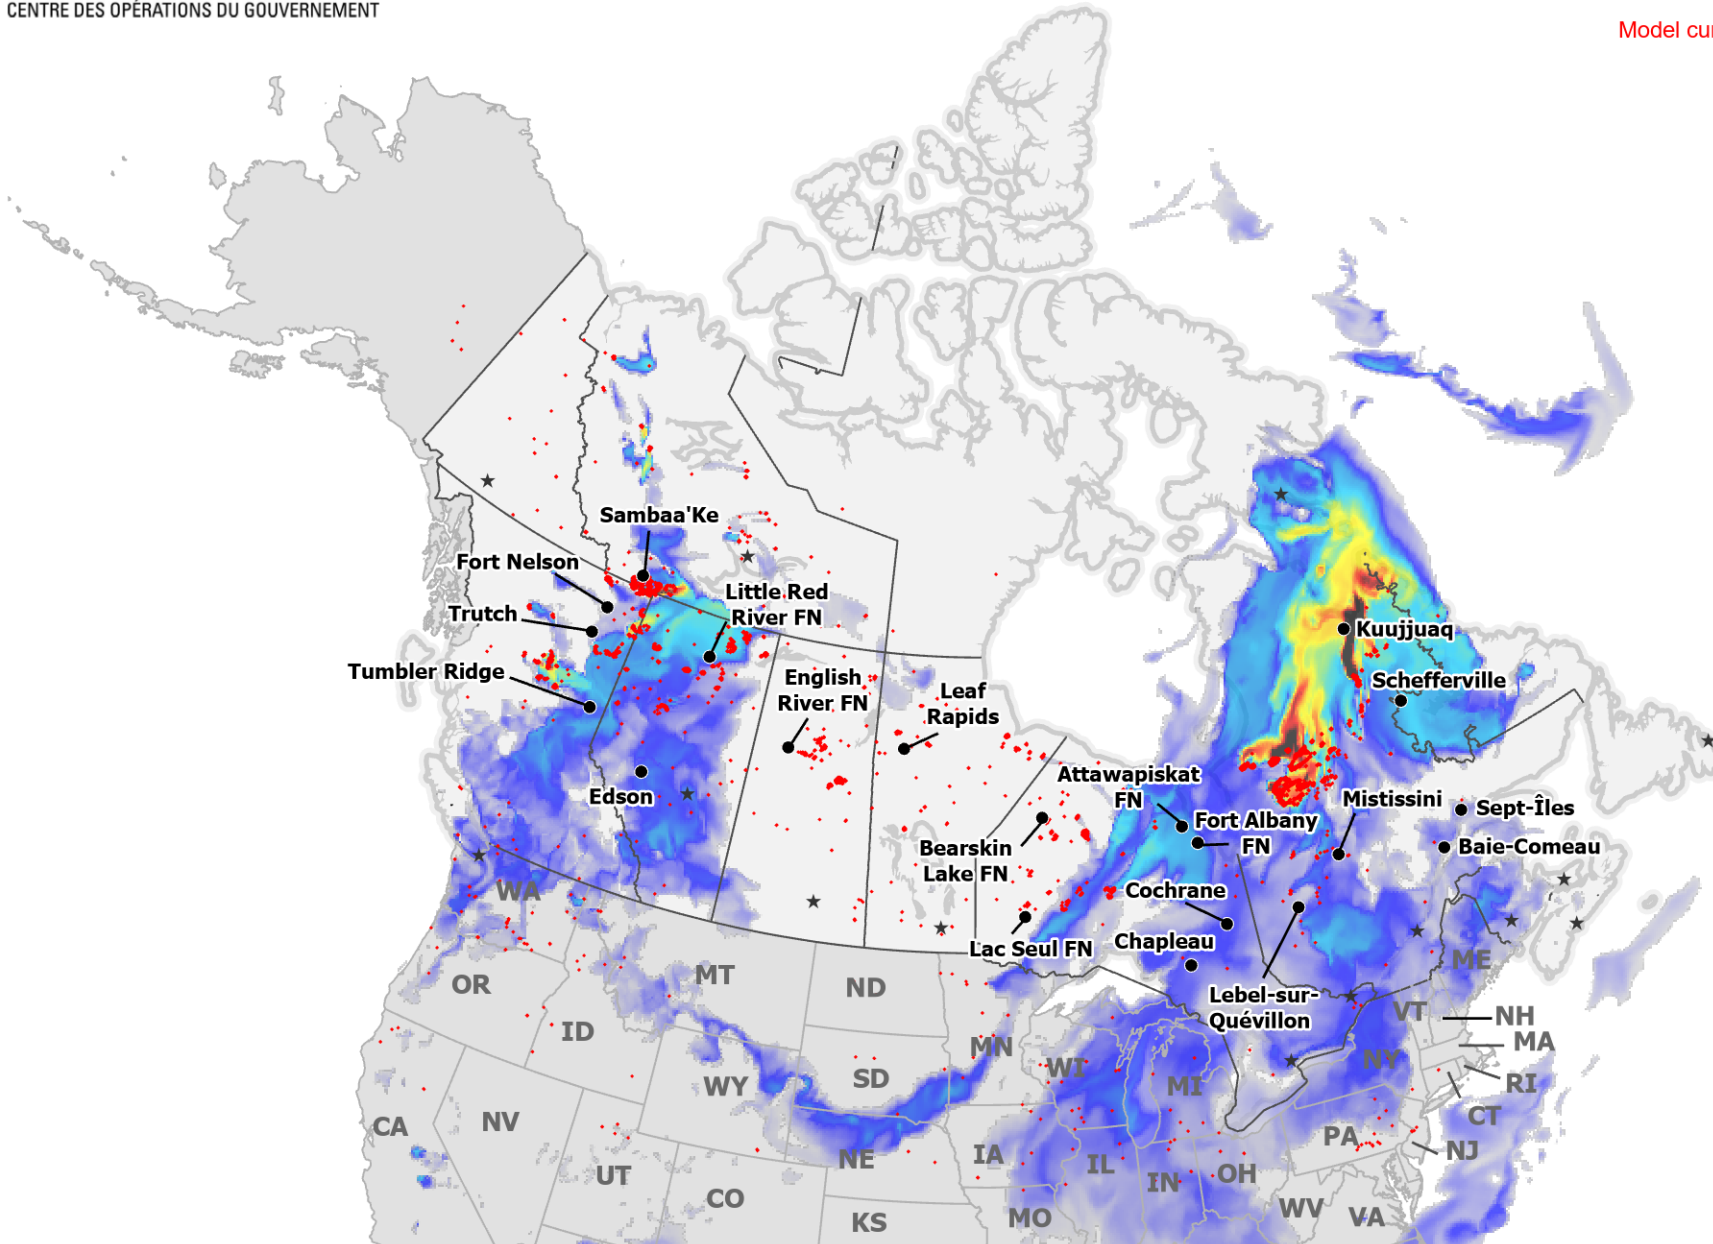 CENTRE DES OPÉRATIONS DU GOUVERNEMENT
Model cur
Sambaa'Ke
Fort Nelson
Little Red
River FN
Trutch
Tumbler Ridge
English
River FN
Leaf
Rapids
Kuujjuaq
Schefferville
Attawapiskat
FN
Edson
Mistissini
Sept-Îles
Fort Albany
FN
Bearskin
Lake FN
Baie-Comeau
Cochrane
WA
Chapleau
Lac Seul FN
ME
MT
OR
ND
Lebel-sur-
Quévillon
VT
NH
ID
MN
MA
NY
WI
SD
WY
MI
RI
NV
CA
CT
PA
NJ
NE
IA
IL
UT
OH
IN
CO
WV
VA
MO
KS